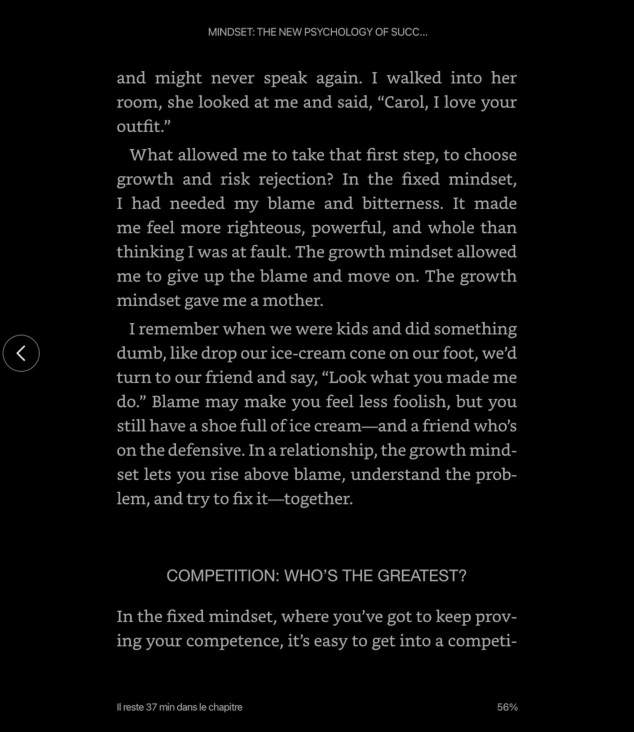 MINDSET: THE NEW PSYCHOLOGY OF SUCC...
and might never speak again. I walked into her
room, she looked at me and said, “Carol, I love your
outfit.”
What allowed me to take that first step, to choose
growth and risk rejection? In the fixed mindset,
I had needed my blame and bitterness. It made
me feel more righteous, powerful, and whole than
thinking I was at fault. The growth mindset allowed
me to give up the blame and move on. The growth
mindset gave me a mother.
I remember when we were kids and did something
dumb, like drop our ice-cream cone on our foot, we’d
turn to our friend and say, “Look what you made me
do.” Blame may make you feel less foolish, but you
still have a shoe full of ice cream—and a friend who’s
on the defensive. In a relationship, the growth mind-
set lets you rise above blame, understand the prob-
lem, and try to fix it—together.
COMPETITION: WHO’S THE GREATEST?
In the fixed mindset, where you’ve got to keep prov-
ing your competence, it’s easy to get into a competi-
Il reste 37 min dans le chapitre
56%